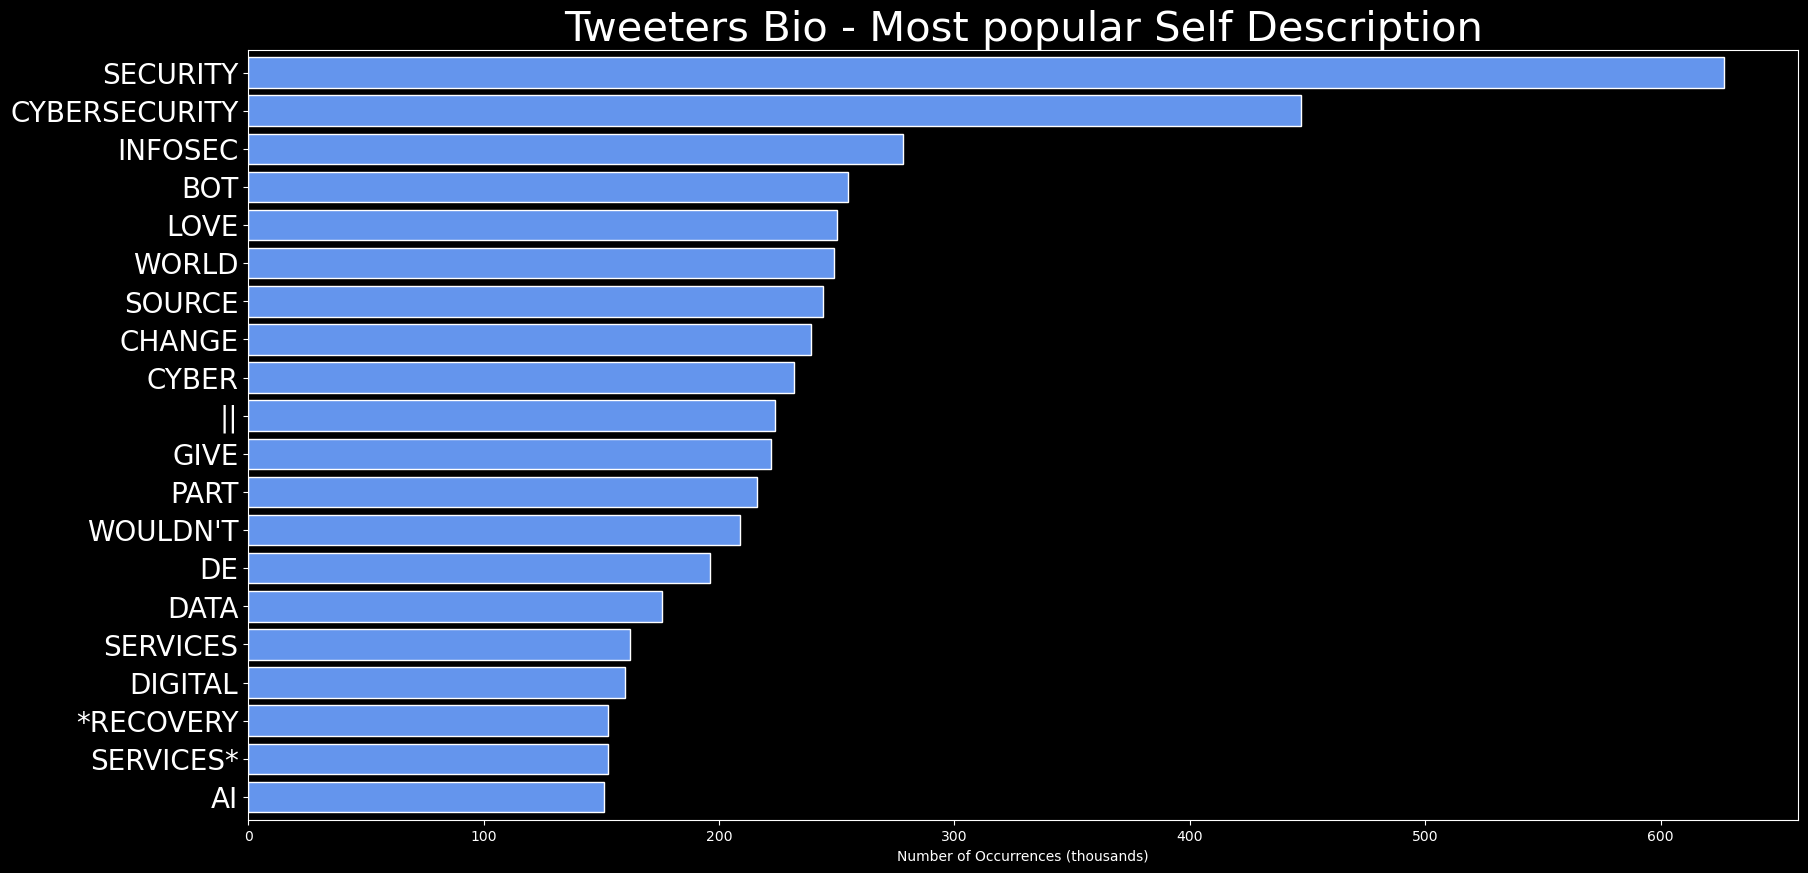 Tweeters Bio - Most popular Self Description
SECURITY
CYBERSECURITY
INFOSEC
BOT
LOVE
WORLD
SOURCE
CHANGE
CYBER
||
GIVE
PART
WOULDN'T
DE
DATA
SERVICES
DIGITAL
*RECOVERY
SERVICES*
AI
0 100 200 300 400 500 600
Number of Occurrences (thousands)